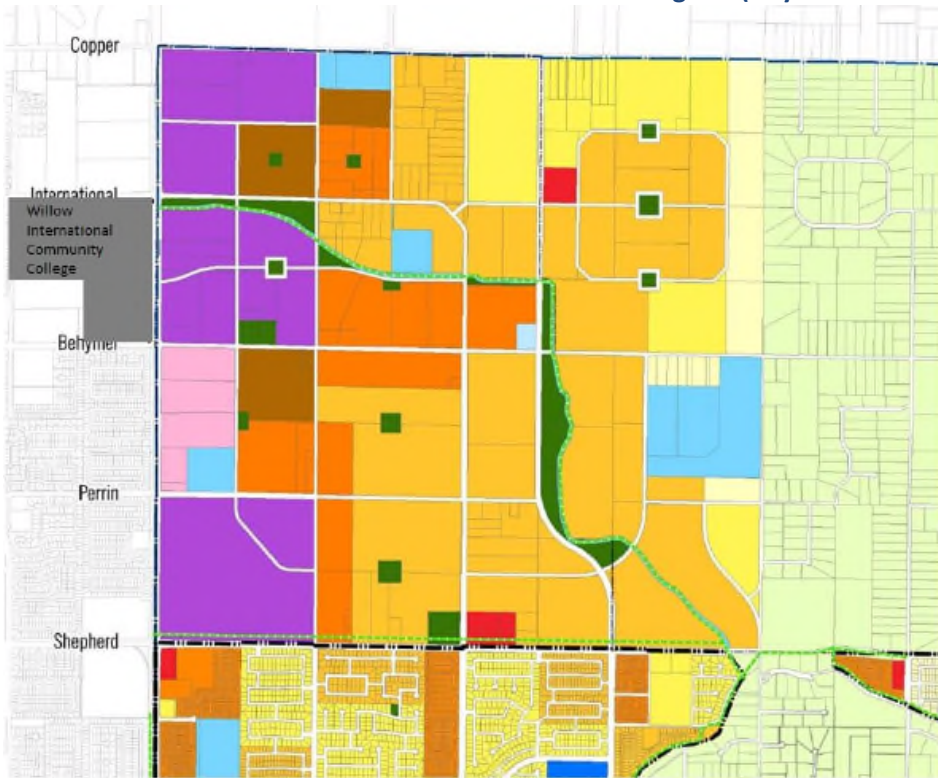 Copper
International
Willow
International
Community
College
Behymer
Perrin
Shepherd